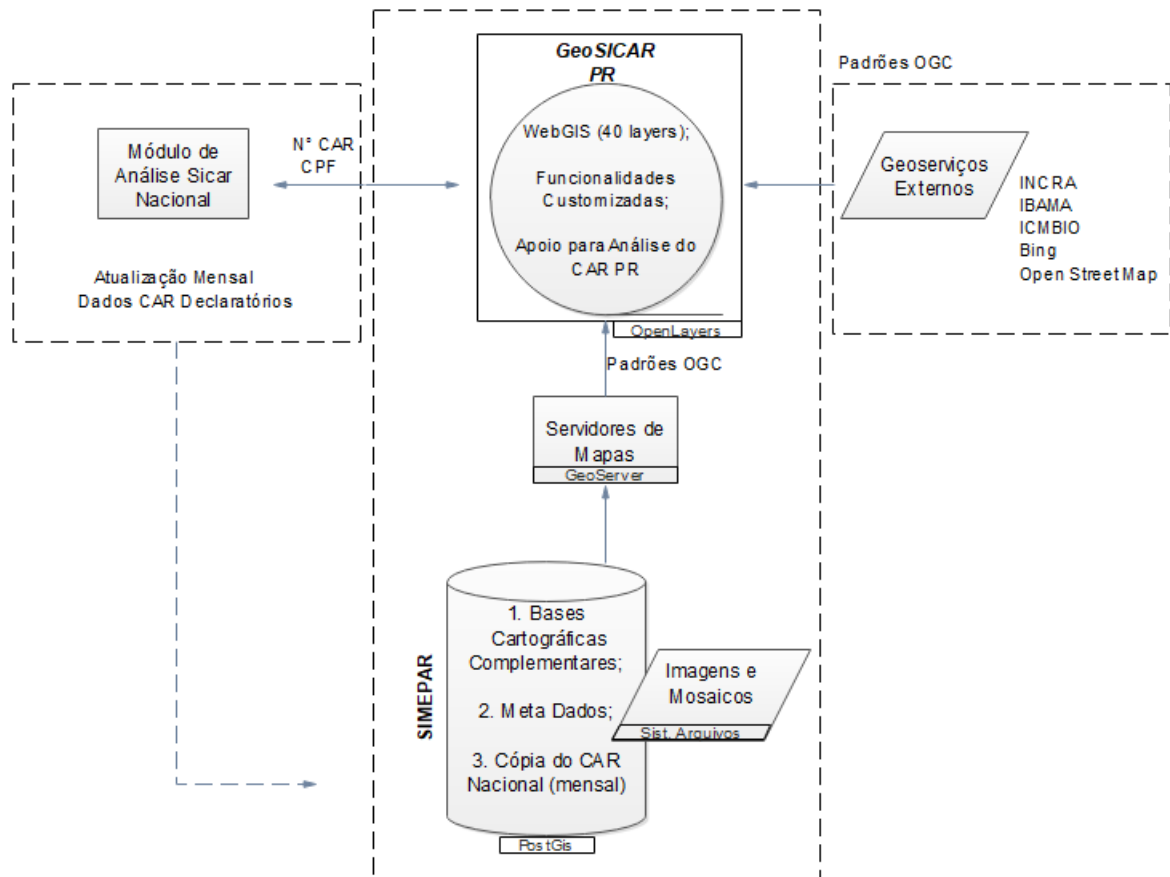 GeoSICAR
PR
WebGIS (40 layers);
Funcionalidades
Customizadas;
Apoio para Análise do
CAR PR
OpenLayers
Padrões OGC
Módulo de
Análise Sicar
Nacional
N° CAR
CPF
Atualização Mensal
Dados CAR Declaratórios
Padrões OGC
Geoserviços
Externos
INCRA
IBAMA
ICMBIO
Bing
Open Street Map
Servidores de
Mapas
GeoServer
SIMEPAR
1. Bases
Cartográficas
Complementares;
2. Meta Dados;
3. Cópia do CAR
Nacional (mensal)
PostGis
Imagens e
Mosaicos
Sist. Arquivos